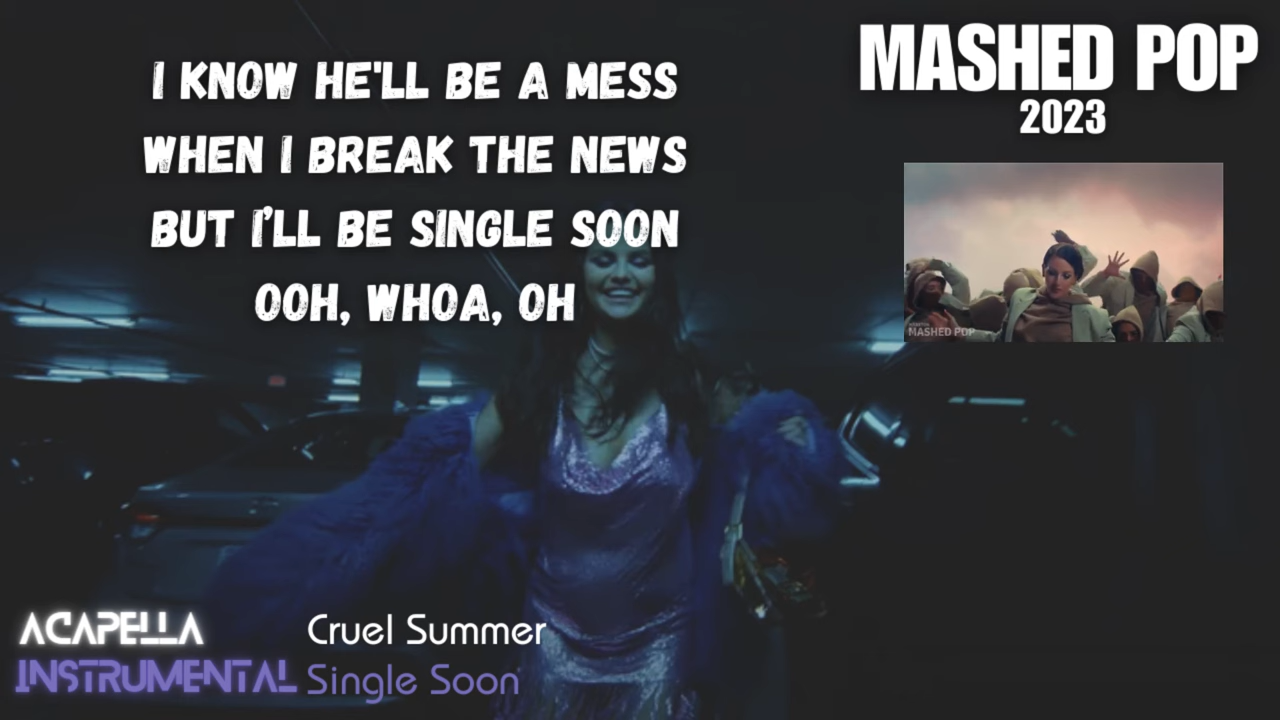 I KNOW HE'LL BE A MESS
WHEN I BREAK THE NEWS
BUT I'LL BE SINGLE SOON
OOH, WHOA, OH
MASHED POP
2023
MASHED POP
ACAPELLA Cruel Summer
INSTRUMENTAL Single Soon